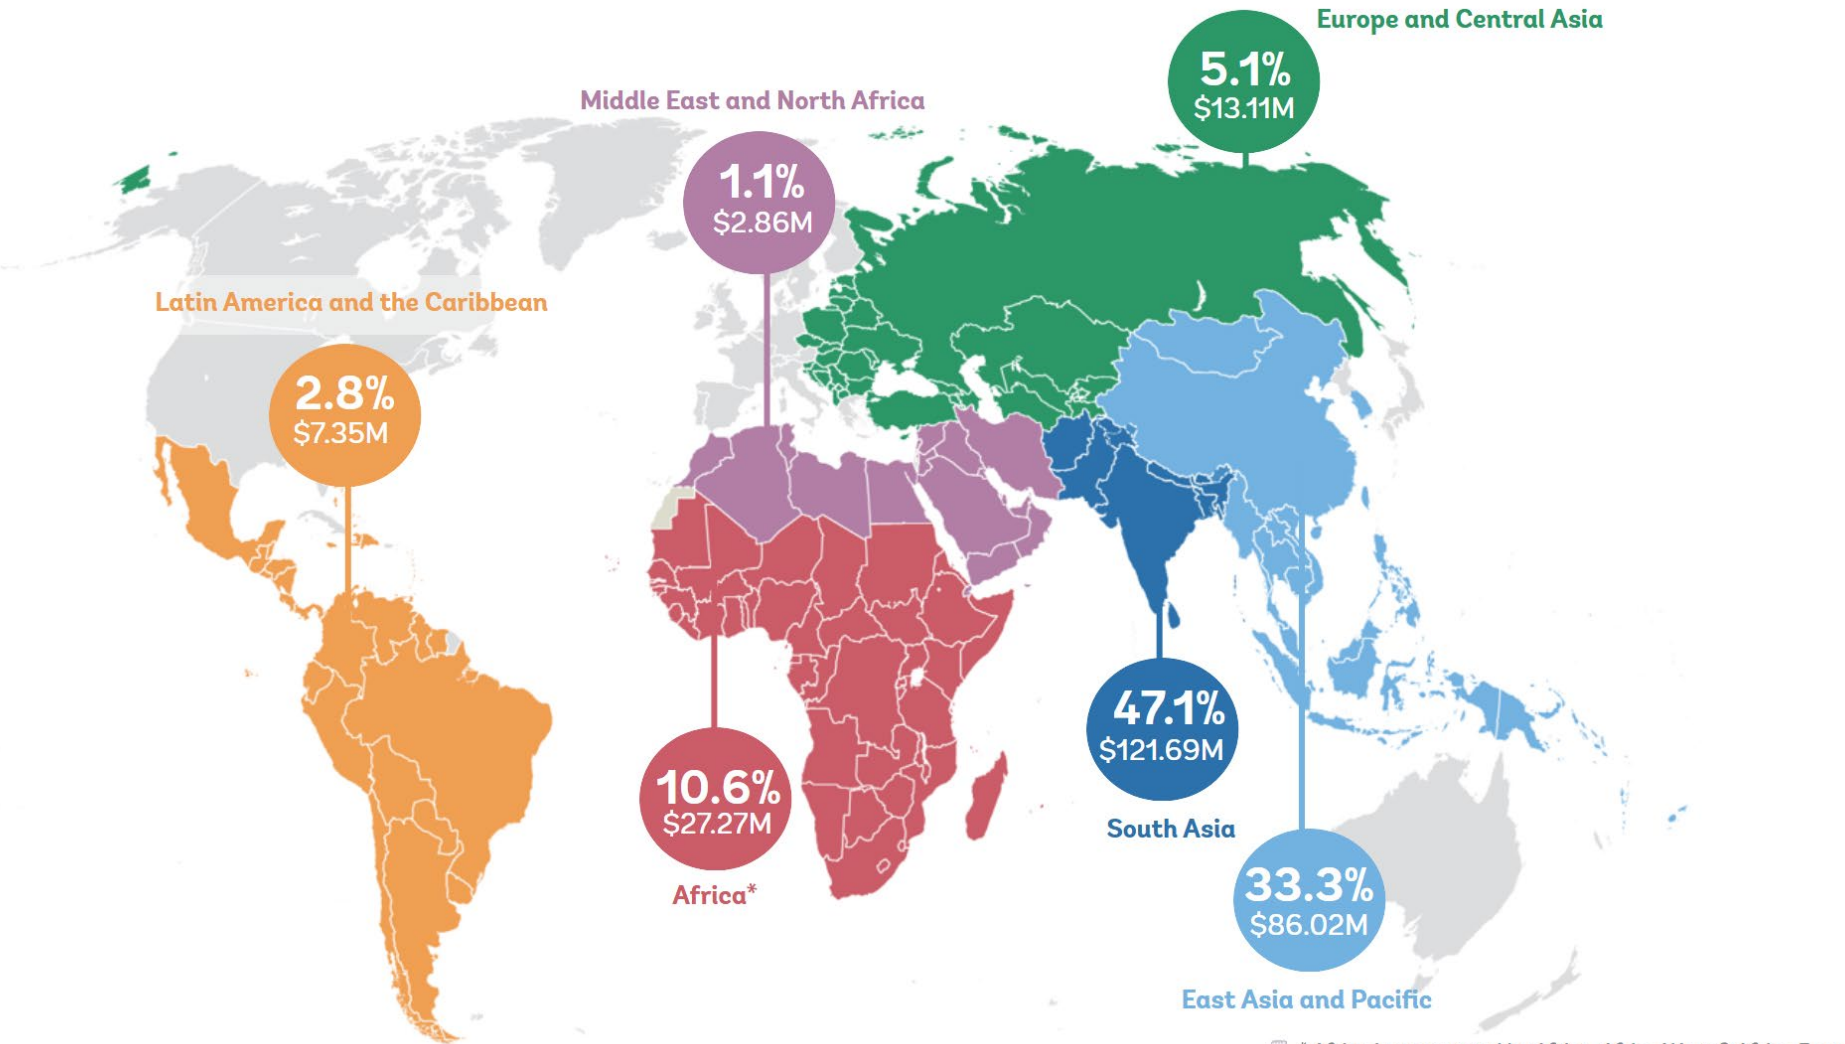 Europe and Central Asia
5.1%
$13.11M
Middle East and North Africa
1.1%
$2.86M
Latin America and the Caribbean
2.8%
$7.35M
47.1%
$121.69M
South Asia
10.6%
$27.27M
Africa*
33.3%
$86.02M
East Asia and Pacific